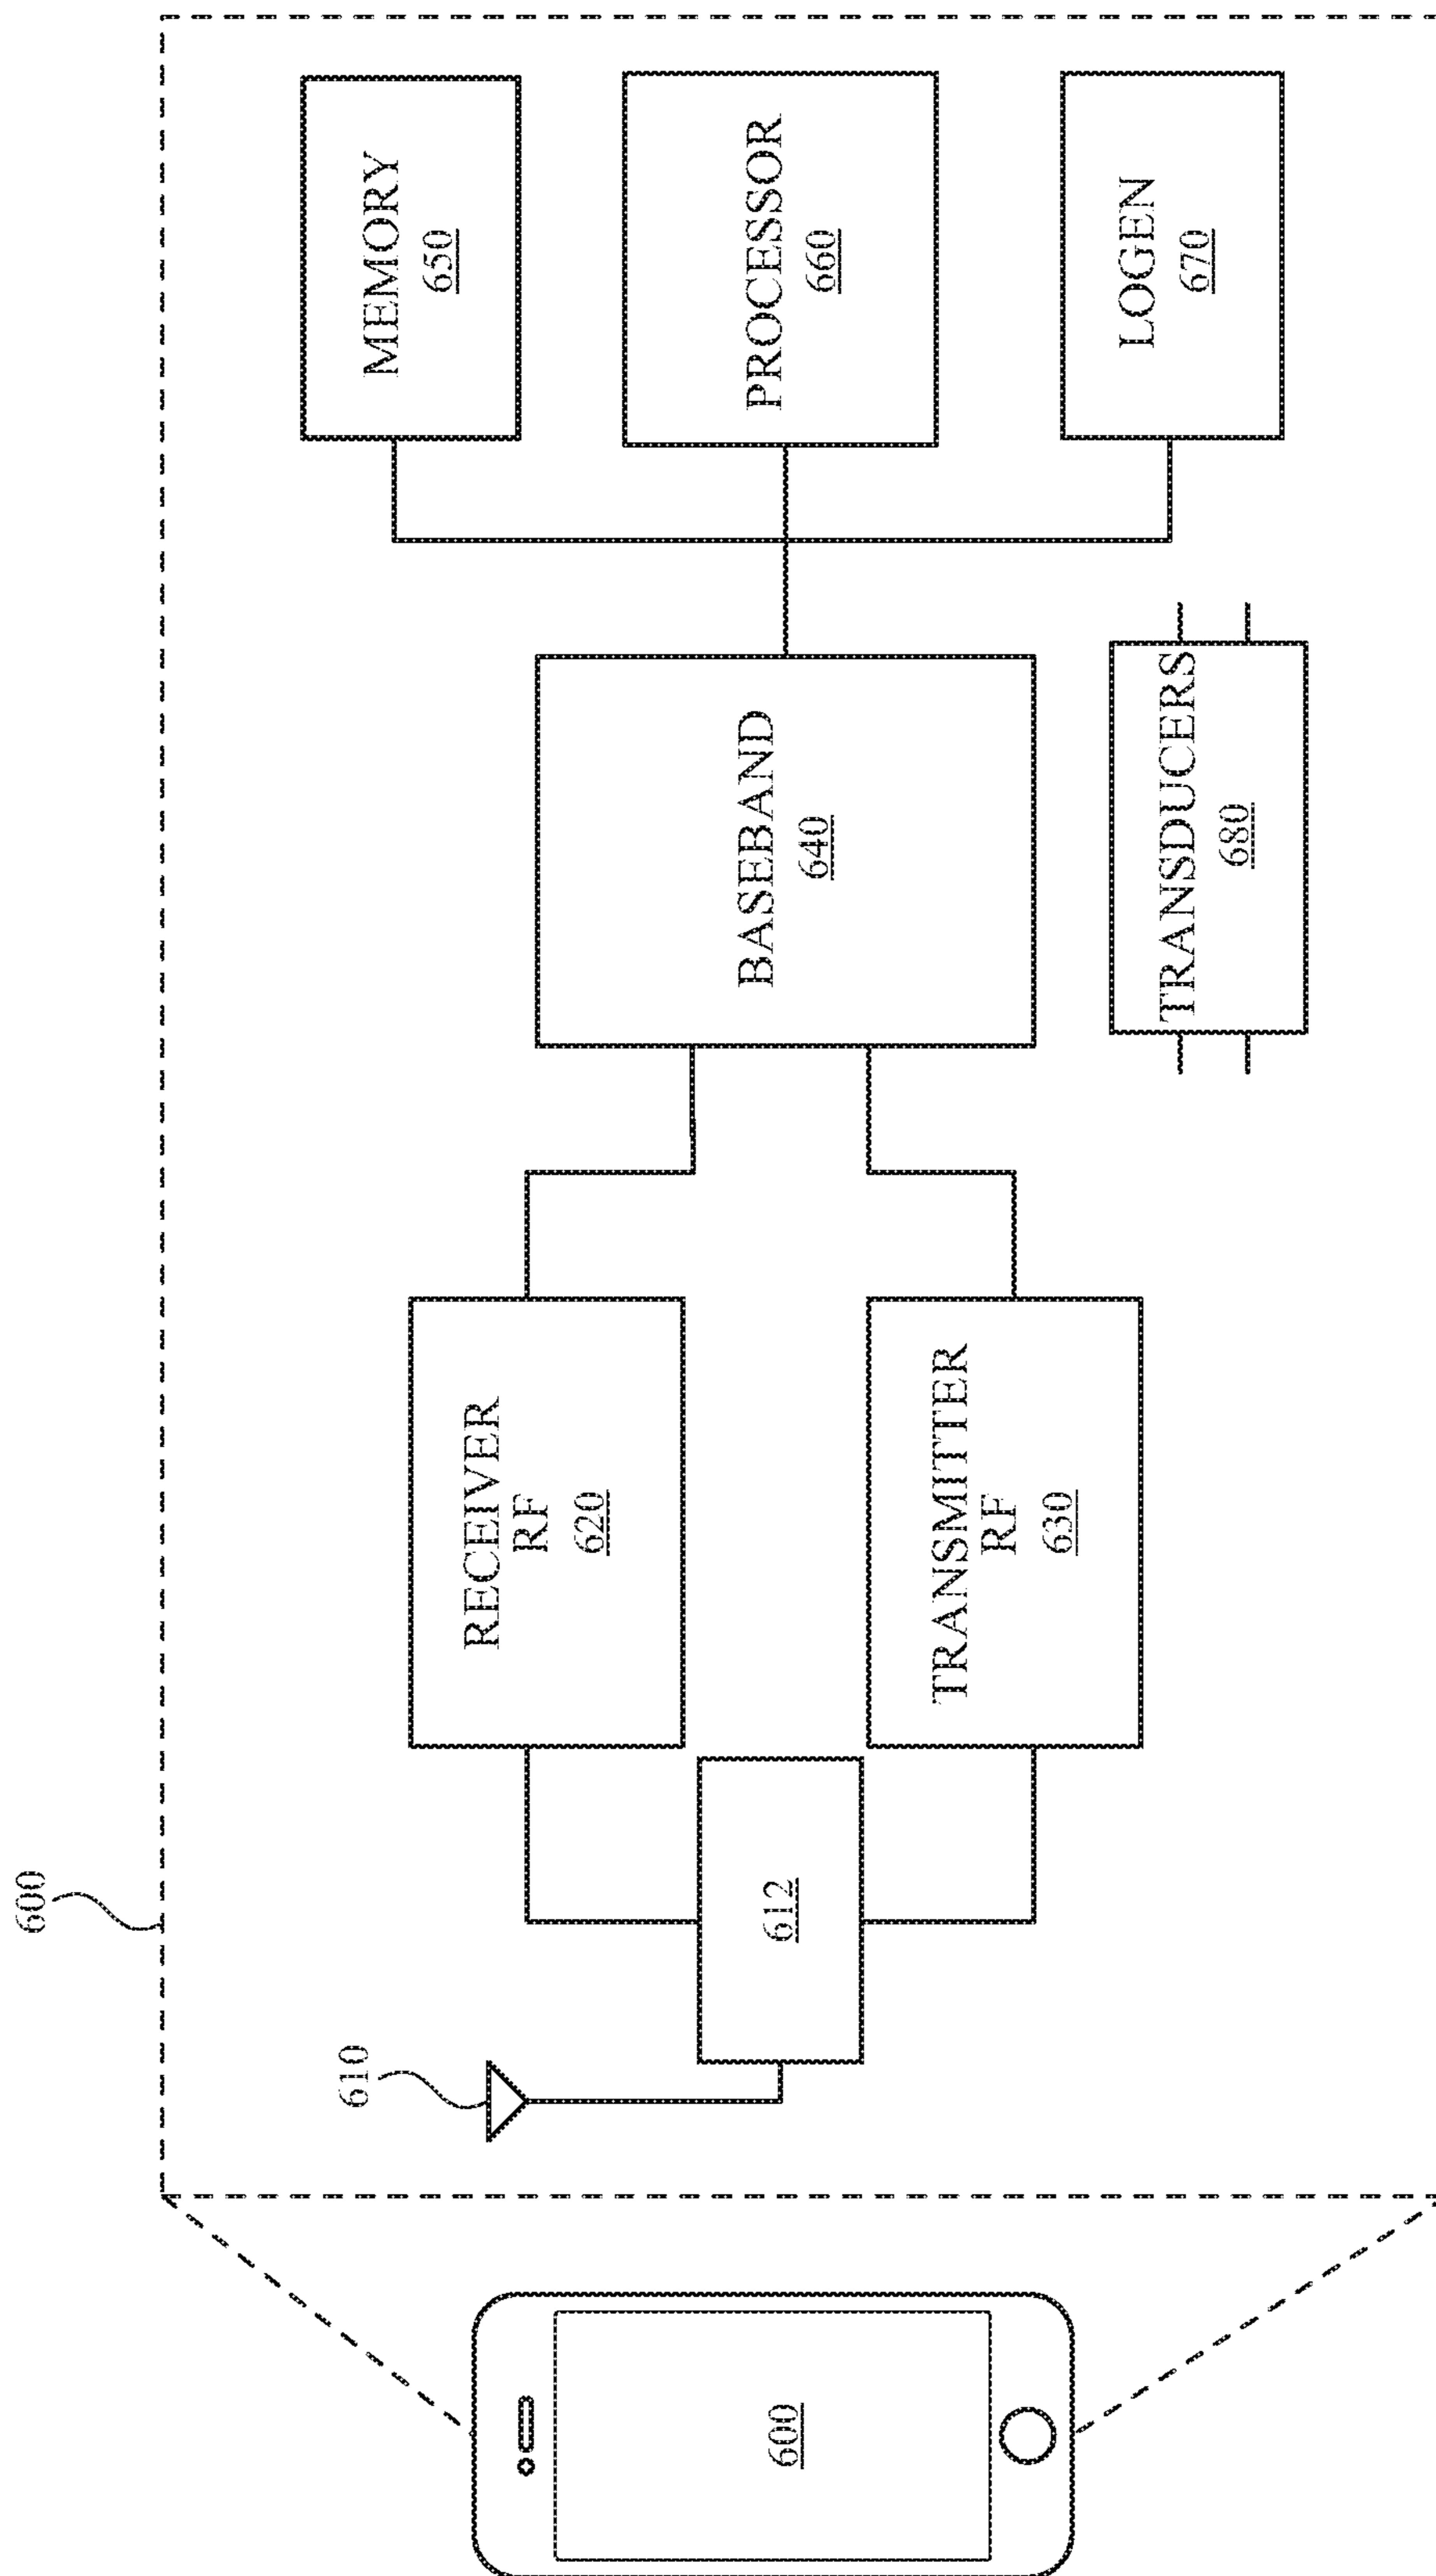 600
610
612
RECEIVER
RF
620
TRANSMITTER
RF
630
BASEBAND
640
TRANSDUCERS
680
MEMORY
650
PROCESSOR
660
LOGEN
670
600